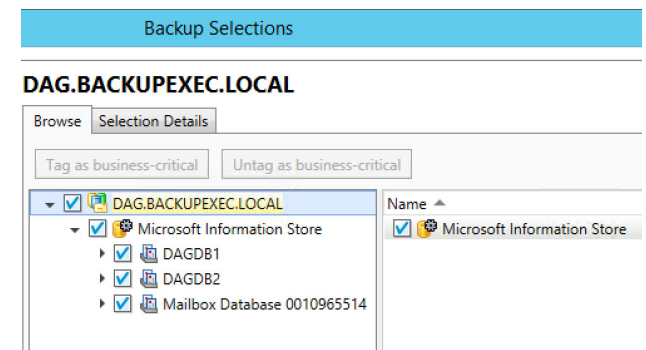 Backup Selections
DAG.BACKUPEXEC.LOCAL
Browse Selection Details
Tag as business-critical Untag as business-critical
DAG.BACKUPEXEC.LOCAL
Name
Microsoft Information Store
Microsoft Information Store
DAGDB1
DAGDB2
Mailbox Database 0010965514